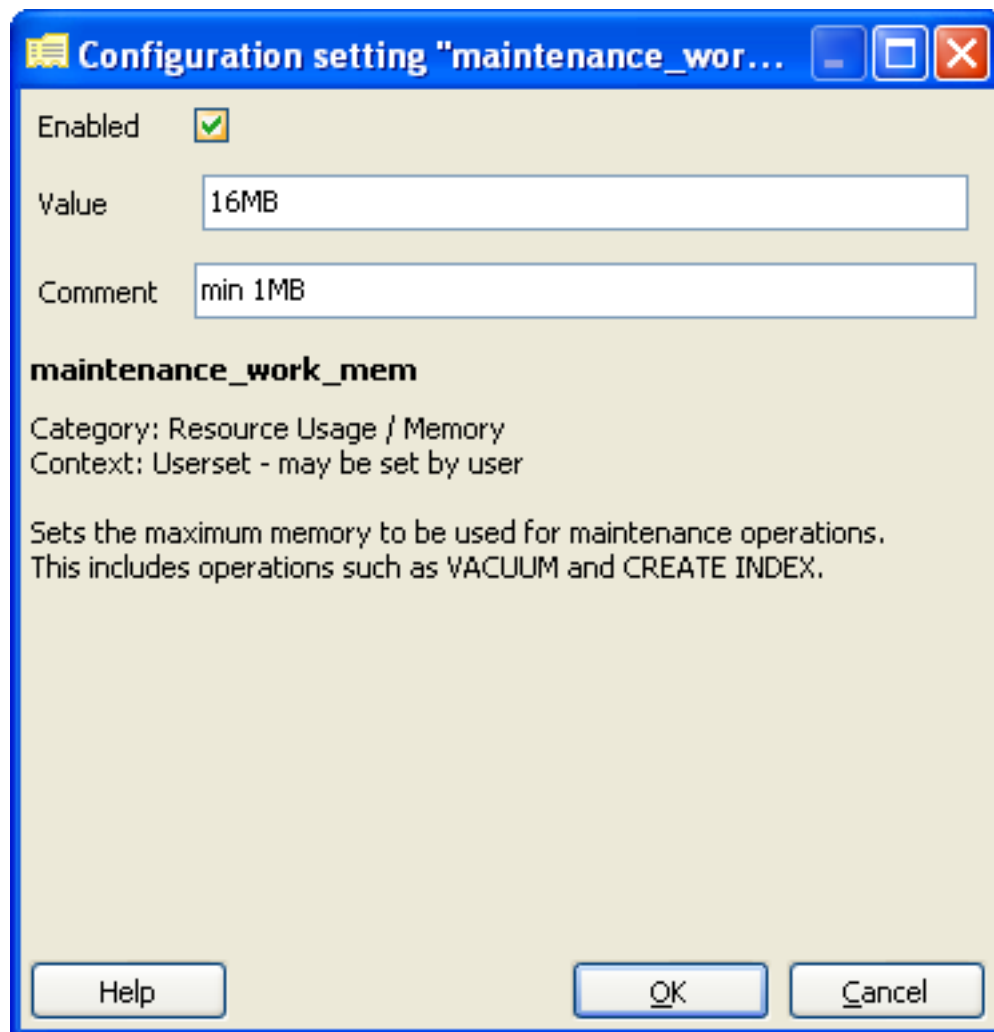 Configuration setting "maintenance_wor...
Enabled
Value 16MB
Comment min 1MB
maintenance_work_mem
Category: Resource Usage / Memory
Context: Userset - may be set by user
Sets the maximum memory to be used for maintenance operations.
This includes operations such as VACUUM and CREATE INDEX.
Help OK Cancel